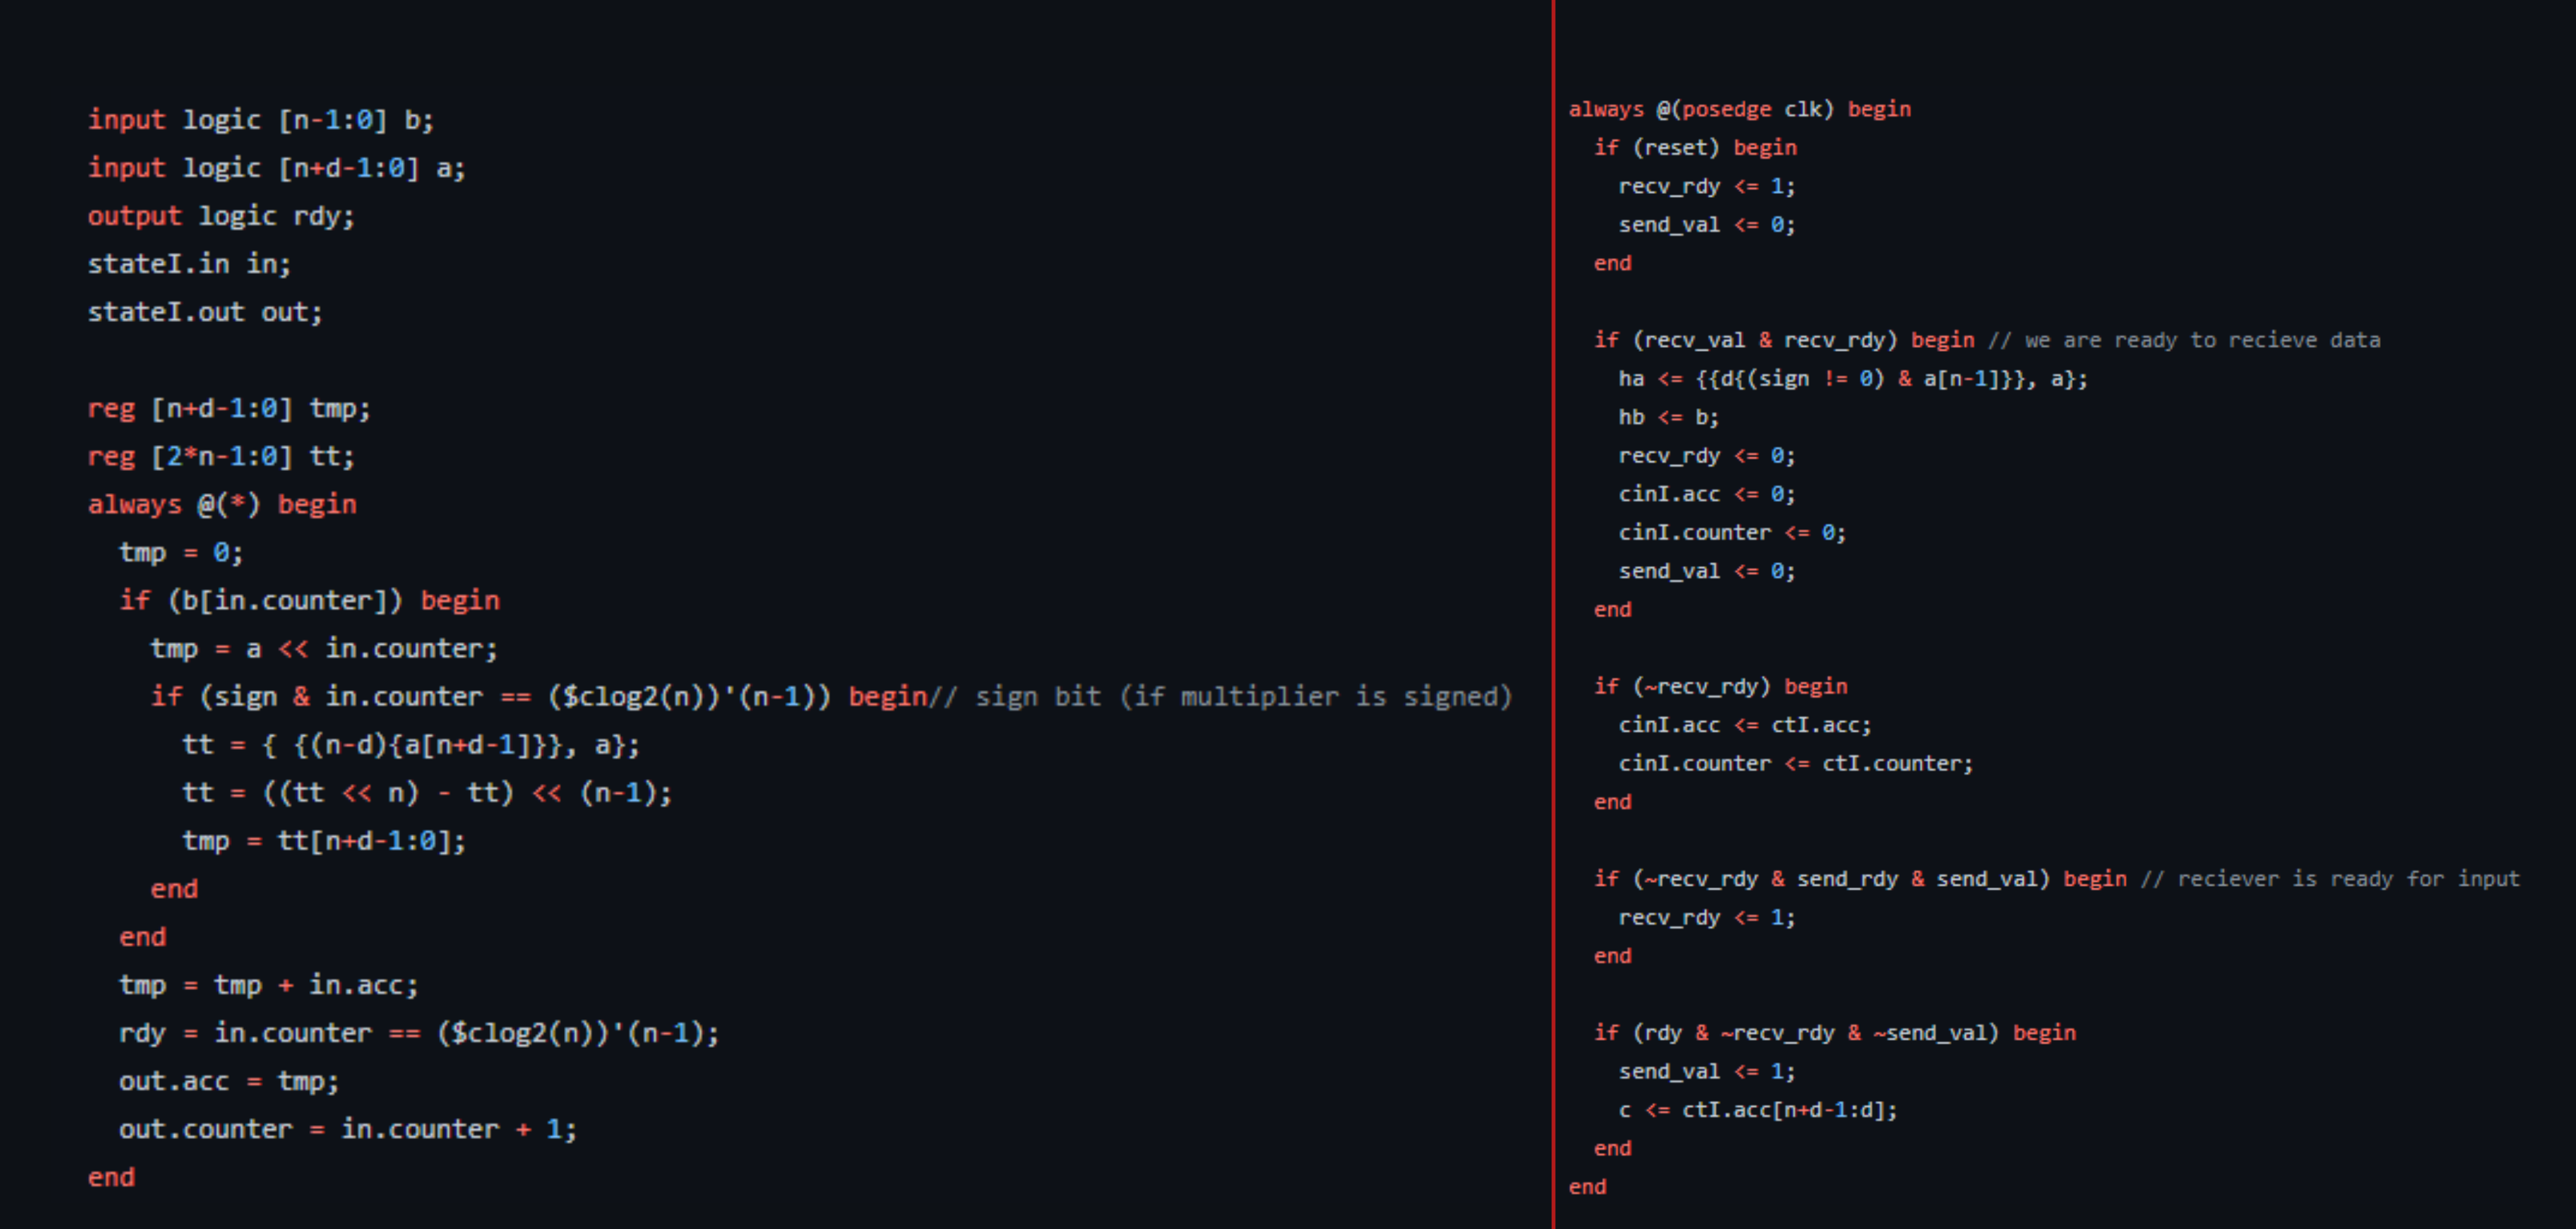 input logic [n-1:0] b;
input logic [n+d-1:0] a;
output logic rdy;
stateI.in in;
stateI.out out;
reg [n+d-1:0] tmp;
reg [2*n-1:0] tt;
always @(*) begin
tmp = 0;
if (b[in.counter]) begin
tmp = a << in.counter;
if (sign & in.counter == ($clog2(n))'(n-1)) begin// sign bit (if multiplier is signed)
tt = { {(n-d){a[n+d-1]}}, a};
tt = ((tt << n) - tt) << (n-1);
tmp = tt[n+d-1:0];
end
end
tmp = tmp + in.acc;
rdy = in.counter == ($clog2(n))'(n-1);
out.acc = tmp;
out.counter = in.counter + 1;
end
always @(posedge clk) begin
if (reset) begin
recv_rdy <= 1;
send_val <= 0;
end
if (recv_val & recv_rdy) begin // we are ready to recieve data
ha <= {{d{(sign != 0) & a[n-1]}}, a};
hb <= b;
recv_rdy <= 0;
cinI.acc <= 0;
cinI.counter <= 0;
send_val <= 0;
end
if (~recv_rdy) begin
cinI.acc <= ctI.acc;
cinI.counter <= ctI.counter;
end
if (~recv_rdy & send_rdy & send_val) begin // reciever is ready for input
recv_rdy <= 1;
end
if (rdy & ~recv_rdy & ~send_val) begin
send_val <= 1;
c <= ctI.acc[n+d-1:d];
end
end